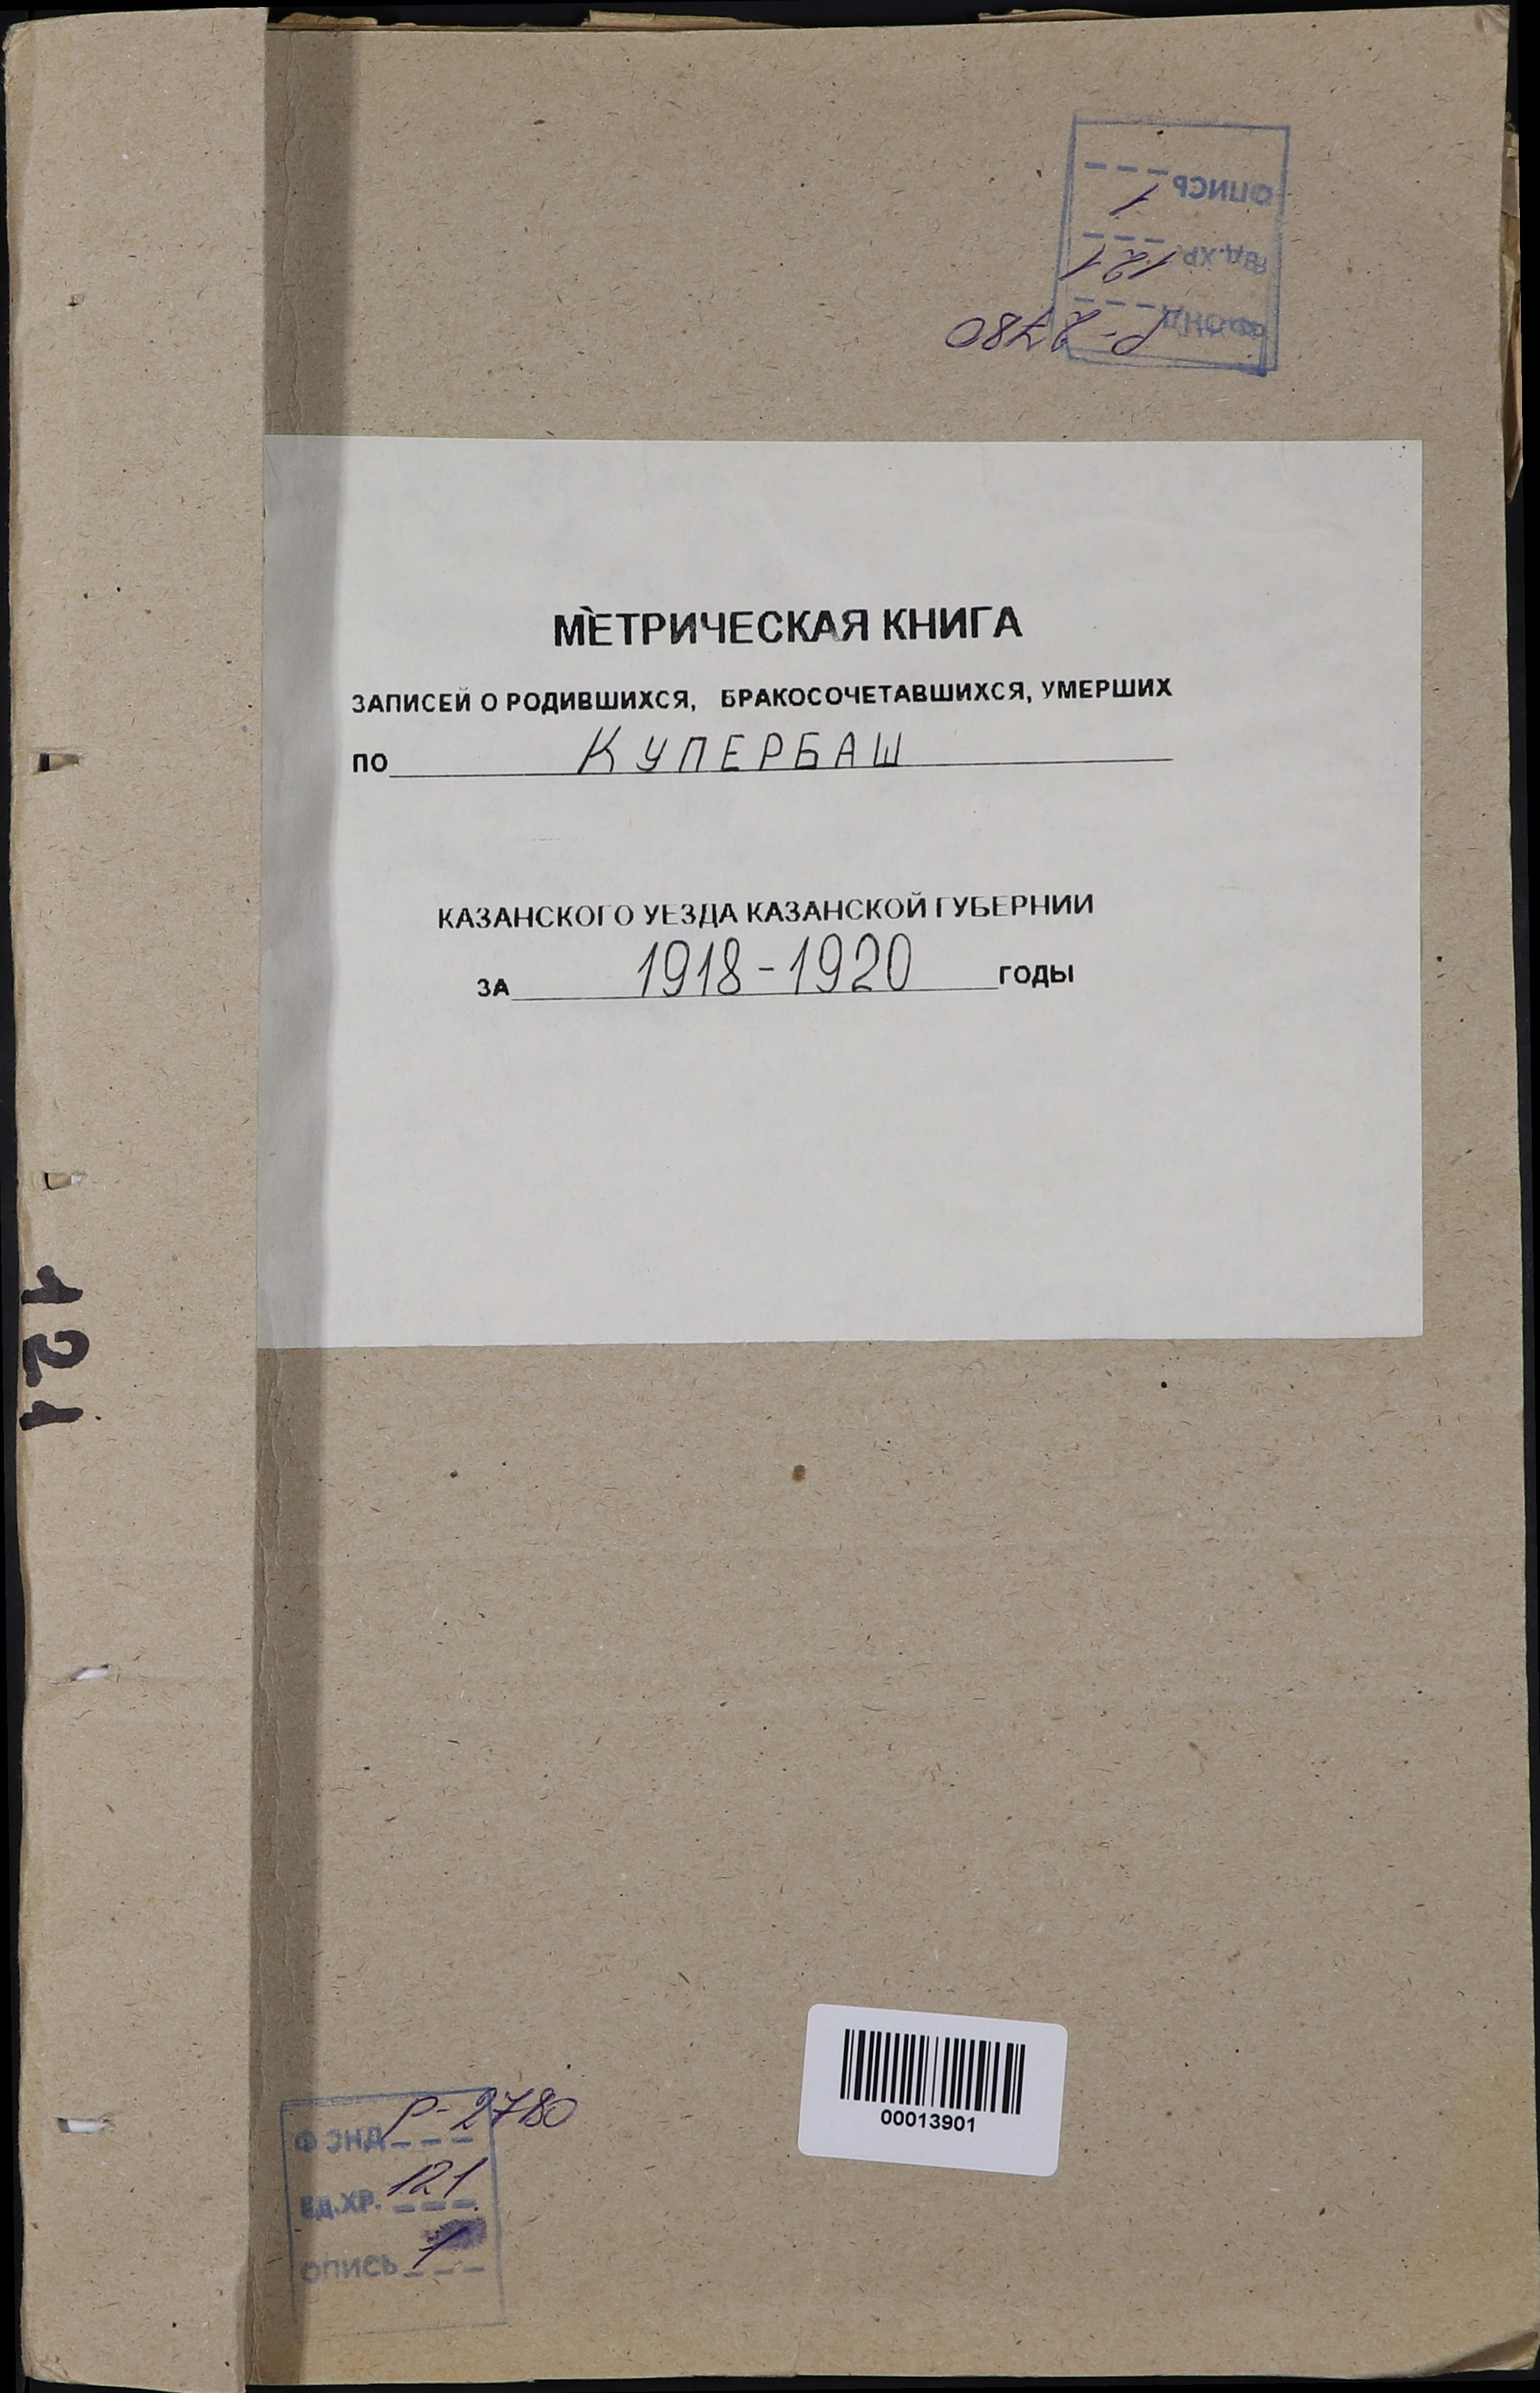 ОПИСЬ 1
ЕД.ХР. 121
ФОНД Р-2780
МЕТРИЧЕСКАЯ КНИГА
ЗАПИСЕЙ О РОДИВШИХСЯ, БРАКОСОЧЕТАВШИХСЯ, УМЕРШИХ
ПО КУПЕРБАШ
КАЗАНСКОГО УЕЗДА КАЗАНСКОЙ ГУБЕРНИИ
ЗА 1918-1920 ГОДЫ
121
00013901
ФОНД Р-2780
ЕД.ХР. 121
ОПИСЬ 1